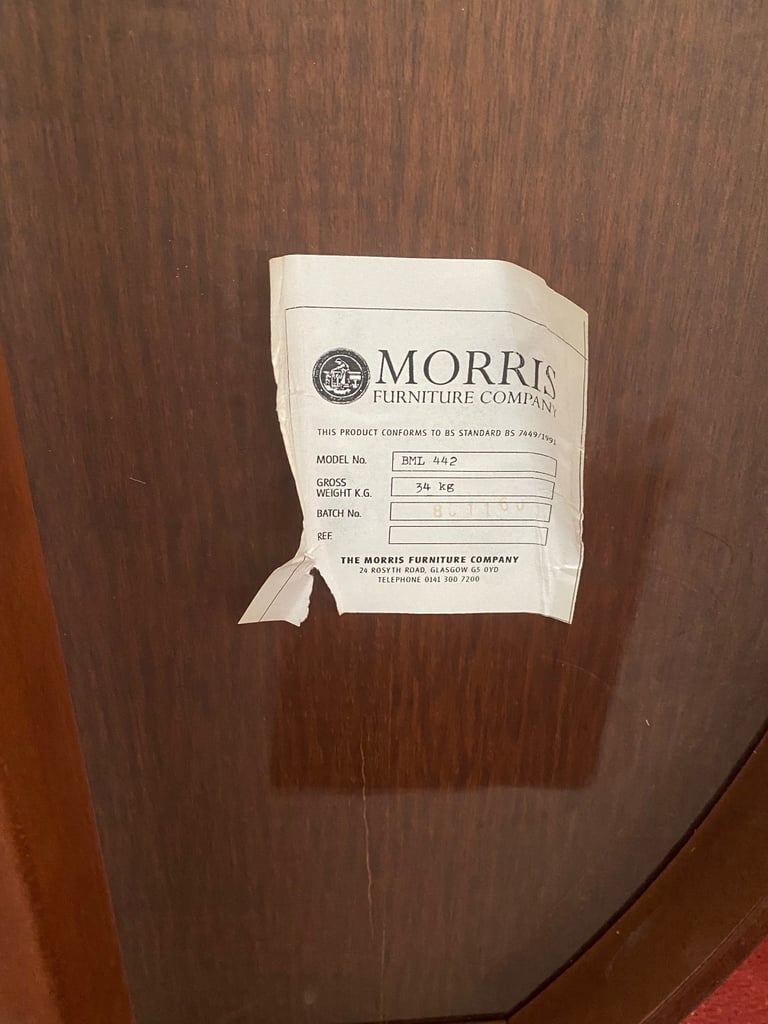 MORRIS
FURNITURE COMPANY
THIS PRODUCT CONFORMS TO BS STANDARD BS 7449/1991
MODEL No. BML 442
GROSS
WEIGHT K.G. 34 kg
BATCH No.
REF.
THE MORRIS FURNITURE COMPANY
24 ROSYTH ROAD, GLASGOW G5 0YD
TELEPHONE 0141 300 7200